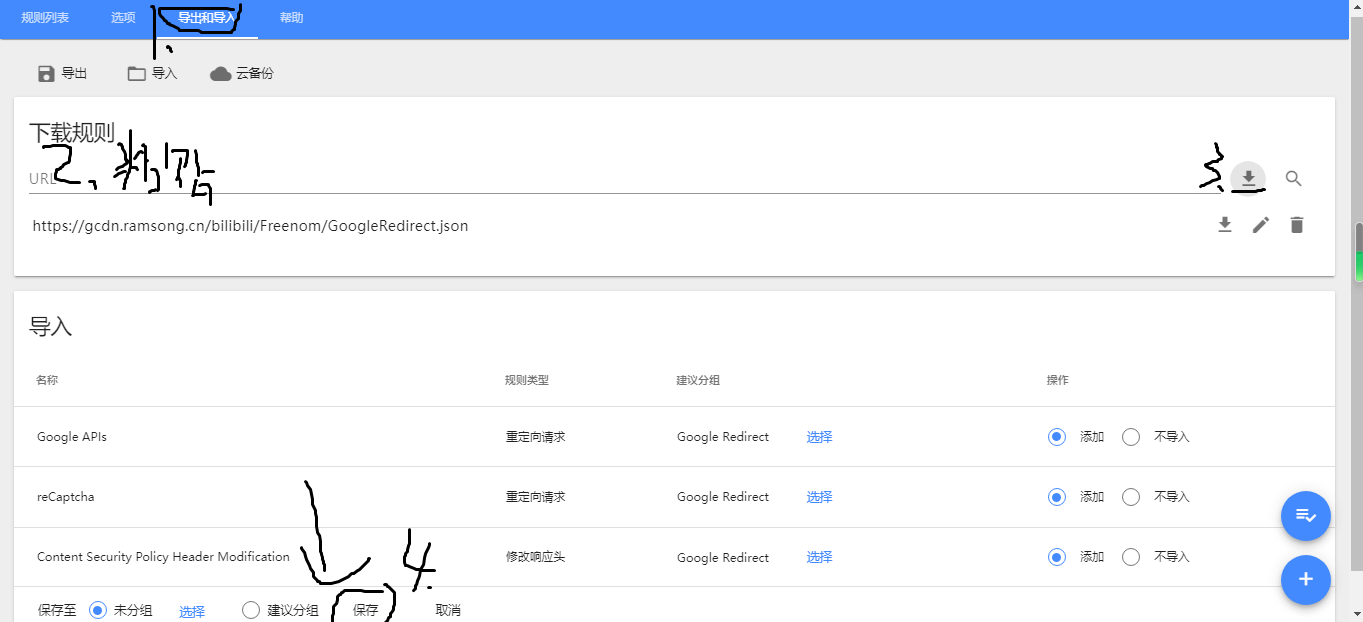 规则列表 选项 导出和导入 帮助
1.
导出 导入 云备份
下载规则
2、粘贴
URL
3.
https://gcdn.ramsong.cn/bilibili/Freenom/GoogleRedirect.json
导入
名称 规则类型 建议分组 操作
Google APIs 重定向请求 Google Redirect 选择 添加 不导入
reCaptcha 重定向请求 Google Redirect 选择 添加 不导入
Content Security Policy Header Modification 修改响应头 Google Redirect 选择 添加 不导入
4.
保存至 未分组 选择 建议分组 保存 取消